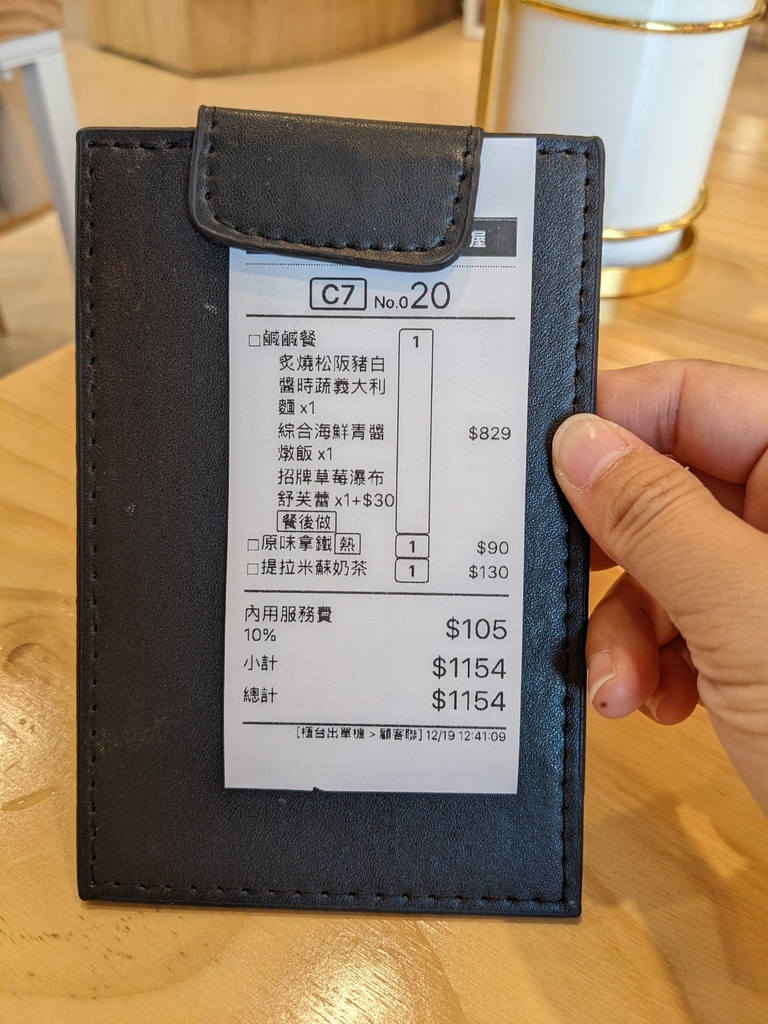 屋
C7 No.020
□鹹鹹餐 1
炙燒松阪豬白
醬時蔬義大利
麵 x1
綜合海鮮青醬 $829
燉飯 x1
招牌草莓瀑布
舒芙蕾 x1+$30
餐後做
□原味拿鐵 熱 1 $90
□提拉米蘇奶茶 1 $130
內用服務費
10% $105
小計 $1154
總計 $1154
[櫃台出單機 > 顧客聯] 12/19 12:41:09